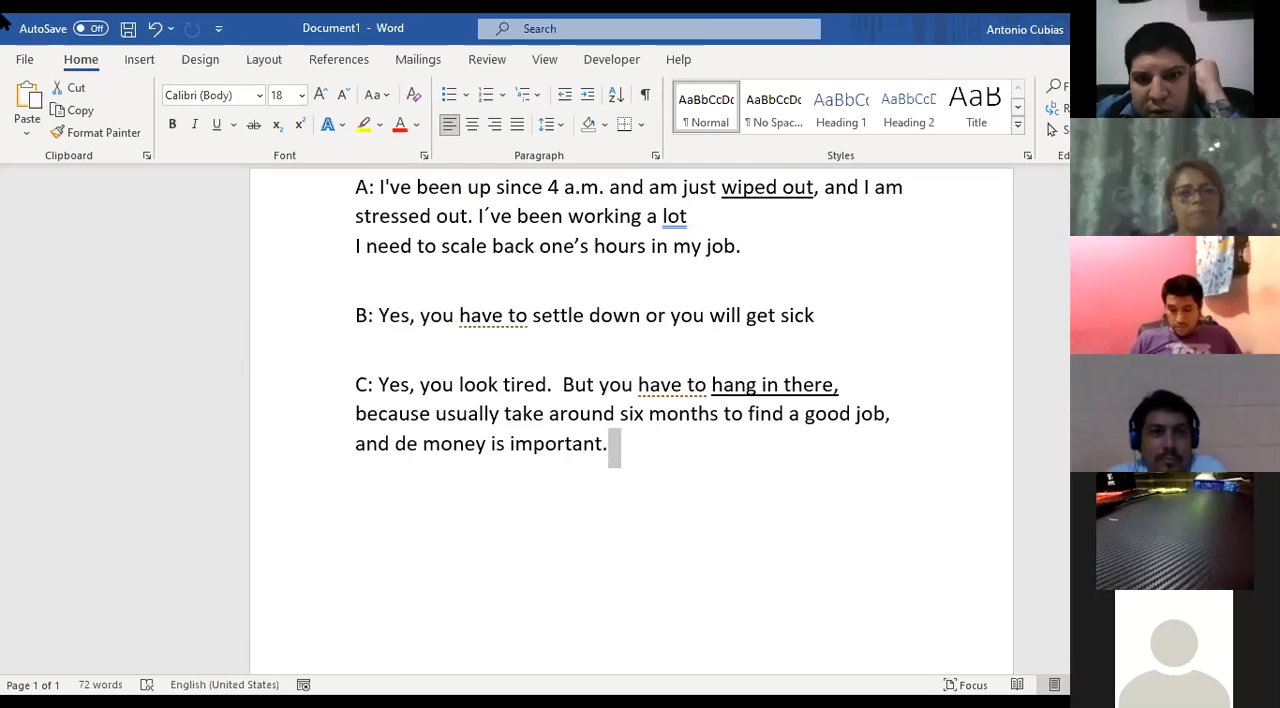 AutoSave Off Document1 - Word Search Antonio Cubias
File Home Insert Design Layout References Mailings Review View Developer Help
Paste Cut Copy Format Painter
Calibri (Body) 18 Aa
AaBbCcDc AaBbCcDc AaBbC AaBbCcD AaB
¶ Normal ¶ No Spac... Heading 1 Heading 2 Title
Clipboard Font Paragraph Styles
A: I've been up since 4 a.m. and am just wiped out, and I am
stressed out. I´ve been working a lot
I need to scale back one’s hours in my job.
B: Yes, you have to settle down or you will get sick
C: Yes, you look tired. But you have to hang in there,
because usually take around six months to find a good job,
and de money is important.
Page 1 of 1 72 words English (United States) Focus